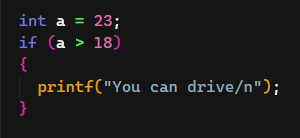 int a = 23;
if (a > 18)
{
printf("You can drive/n");
}